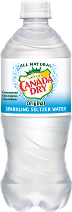 ALL NATURAL
CANADA
DRY
Original
SPARKLING SELTZER WATER